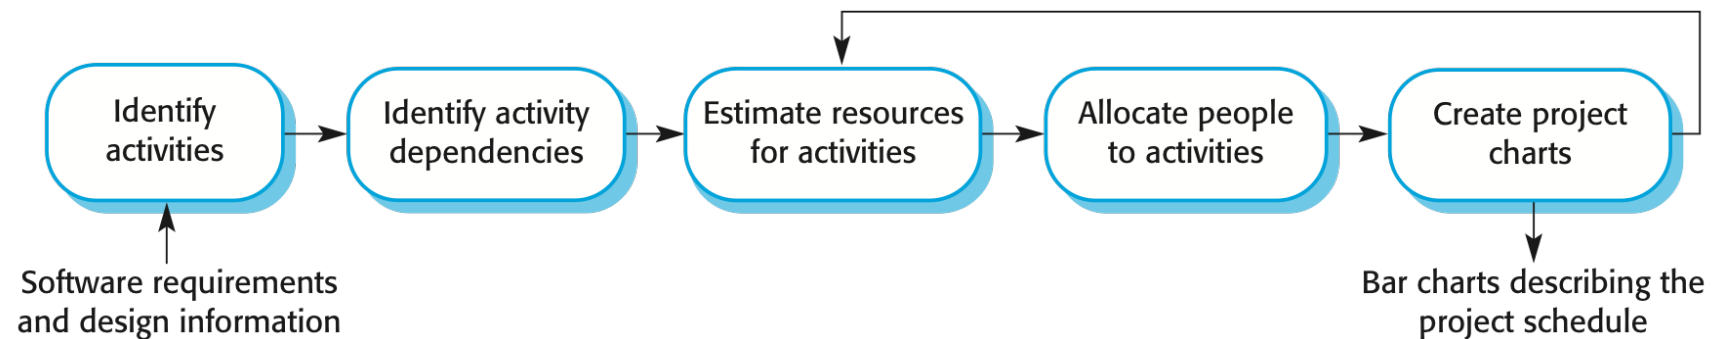 Identify
activities
Identify activity
dependencies
Estimate resources
for activities
Allocate people
to activities
Create project
charts
Software requirements
and design information
Bar charts describing the
project schedule